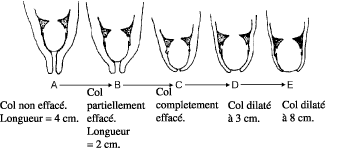 A B C D E
Col non effacé.
Longueur = 4 cm.
Col
partiellement
effacé.
Longueur
= 2 cm.
Col
completement
effacé.
Col dilaté
à 3 cm.
Col dilaté
à 8 cm.